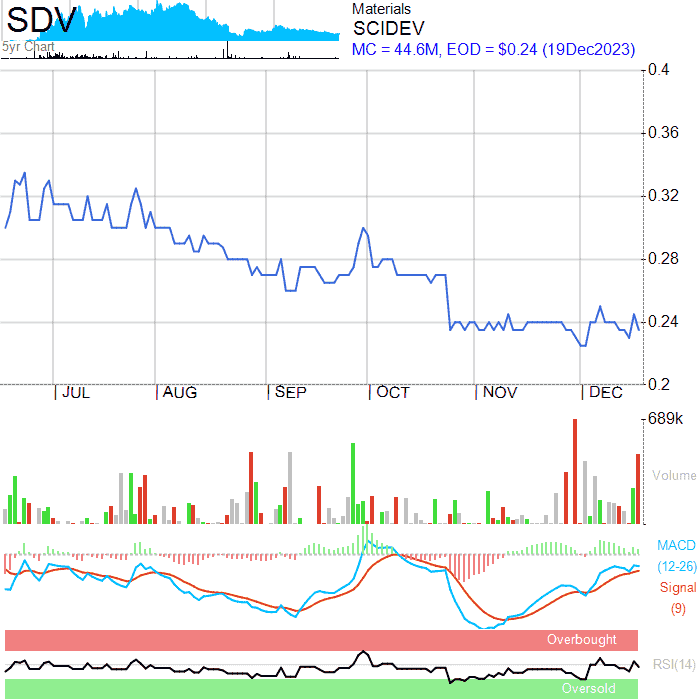 SDV
5yr Chart
Materials
SCIDEV
MC = 44.6M, EOD = $0.24 (19Dec2023)
0.4
0.36
0.32
0.28
0.24
0.2
JUL AUG SEP OCT NOV DEC
689k
Volume
MACD
(12-26)
Signal
(9)
Overbought
RSI(14)
Oversold